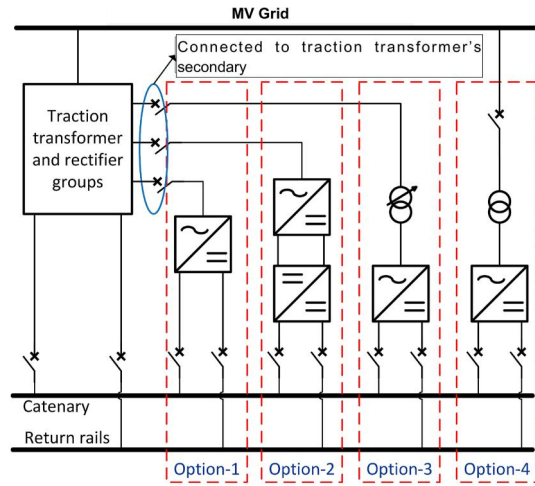 MV Grid
Connected to traction transformer's
secondary
Traction
transformer
and rectifier
groups
Catenary
Return rails
Option-1
Option-2
Option-3
Option-4